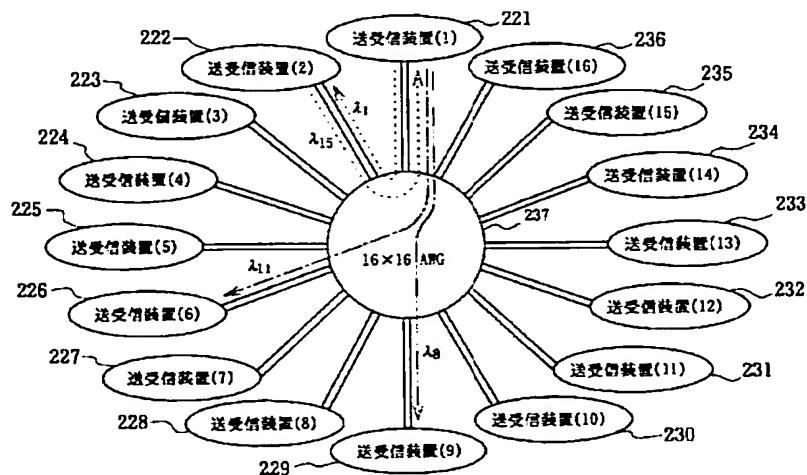 221
送受信装置(1)
222
送受信装置(2)
236
送受信装置(16)
223
送受信装置(3)
235
送受信装置(15)
224
送受信装置(4)
234
送受信装置(14)
225
送受信装置(5)
233
送受信装置(13)
226
送受信装置(6)
232
送受信装置(12)
227
送受信装置(7)
231
送受信装置(11)
228
送受信装置(8)
230
送受信装置(10)
229
送受信装置(9)
λ1
λ15
237
16×16 AWG
λ11
λ8